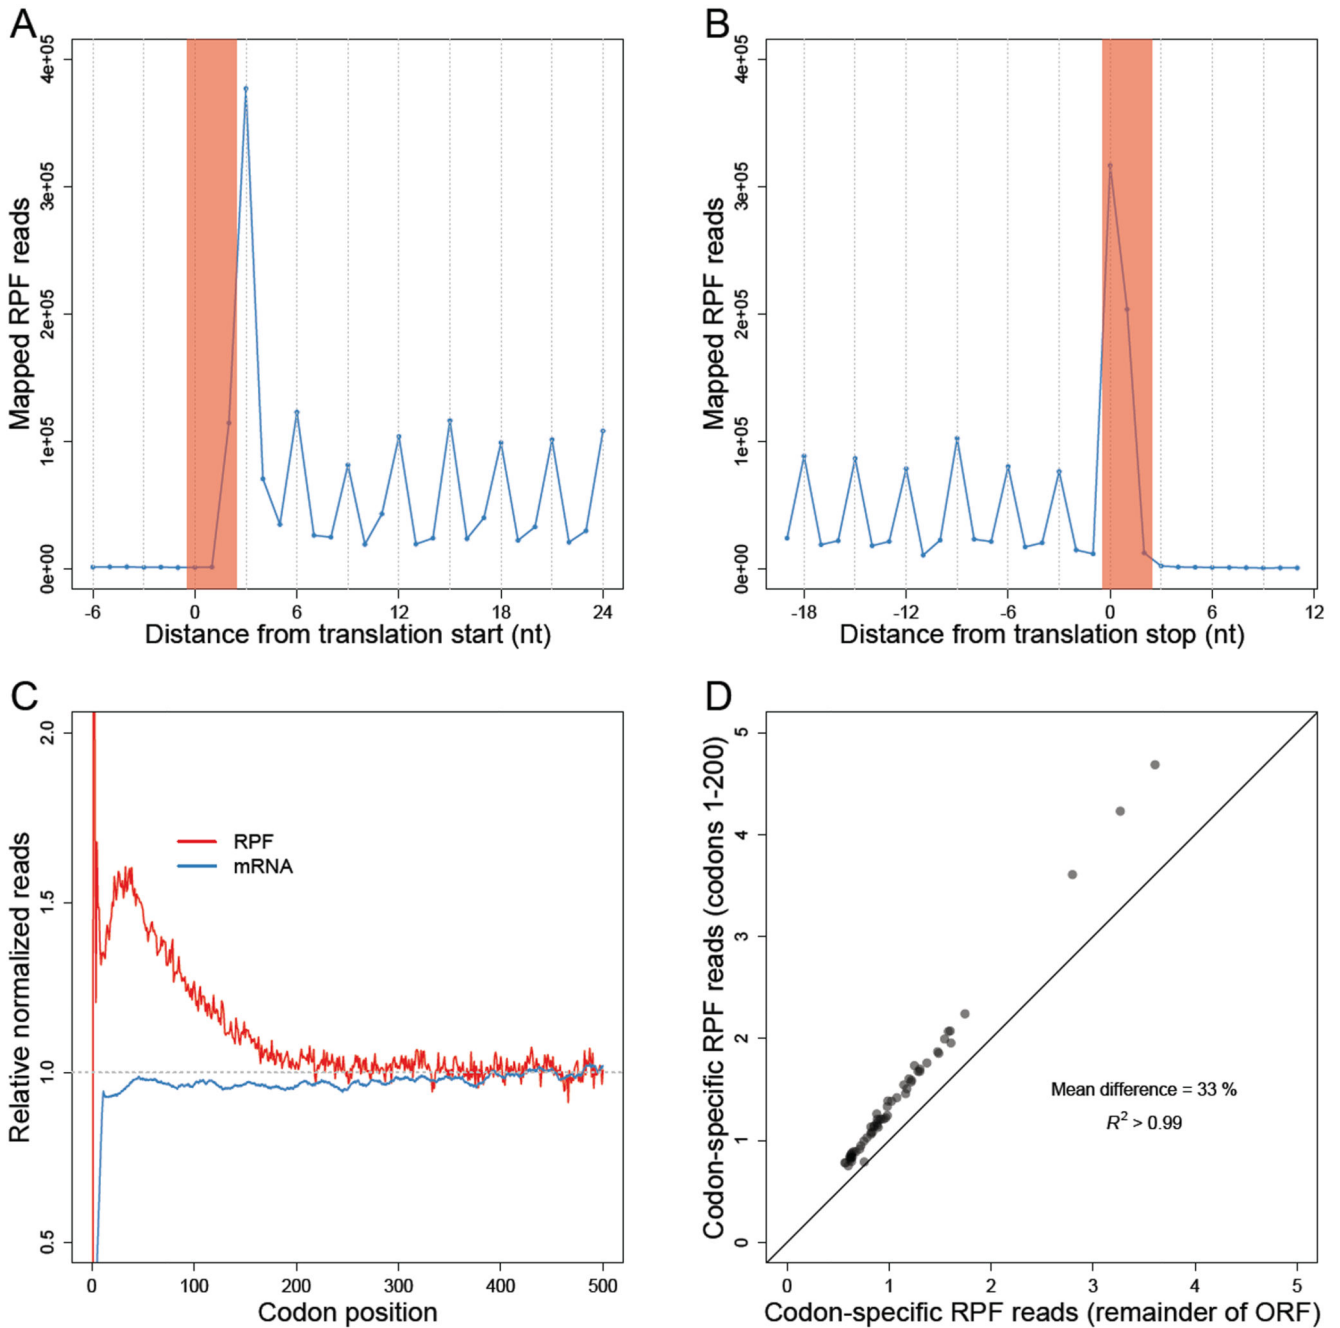 A
Mapped RPF reads
4e+05
3e+05
2e+05
1e+05
0e+00
-6 0 6 12 18 24
Distance from translation start (nt)
B
Mapped RPF reads
4e+05
3e+05
2e+05
1e+05
0e+00
-18 -12 -6 0 6 12
Distance from translation stop (nt)
C
Relative normalized reads
2.0
1.5
1.0
0.5
RPF
mRNA
0 100 200 300 400 500
Codon position
D
Codon-specific RPF reads (codons 1-200)
5
4
3
2
1
0
Mean difference = 33 %
R² > 0.99
0 1 2 3 4 5
Codon-specific RPF reads (remainder of ORF)